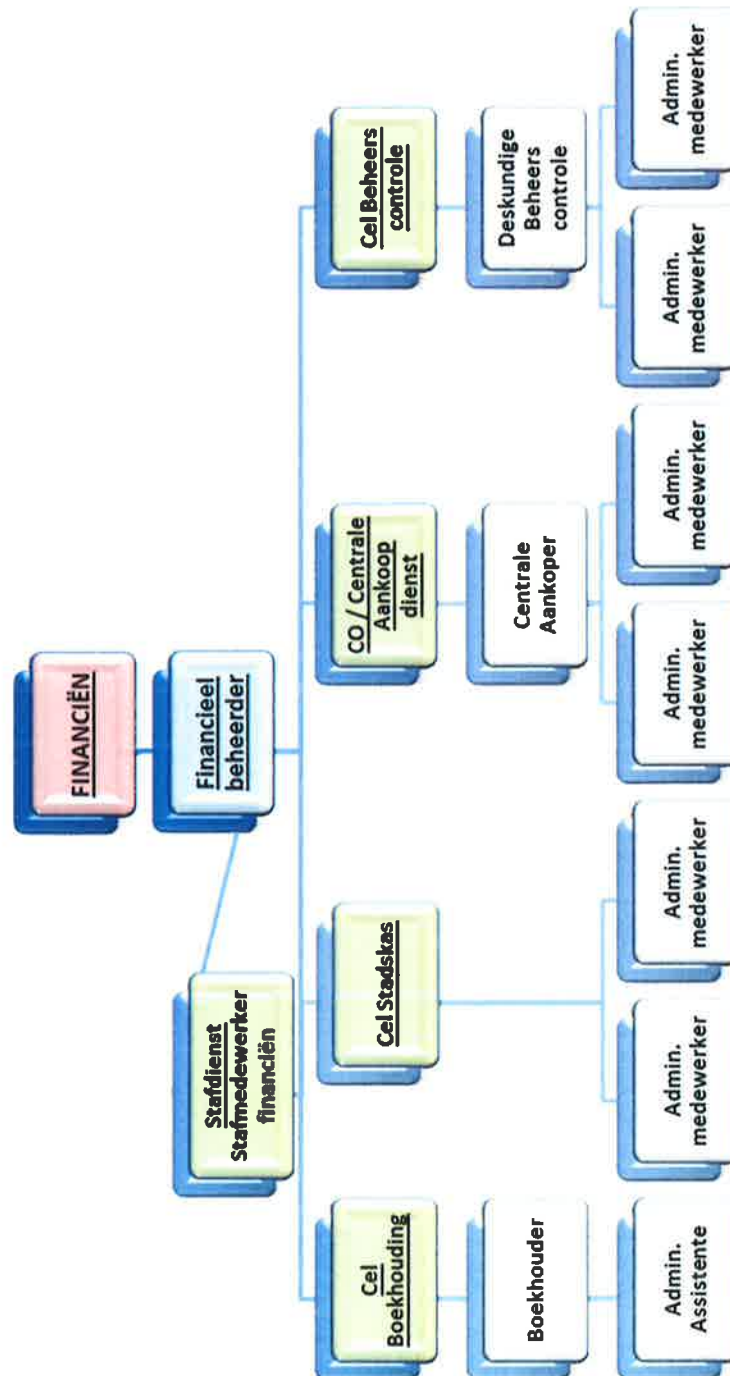 FINANCIËN
Financieel
beheerder
Stafdienst
Stafmedewerker
financiën
Cel
Boekhouding
Cel Stadskas
CO / Centrale
Aankoop
dienst
Cel Beheers
controle
Boekhouder
Centrale
Aankoper
Deskundige
Beheers
controle
Admin.
Assistente
Admin.
medewerker
Admin.
medewerker
Admin.
medewerker
Admin.
medewerker
Admin.
medewerker
Admin.
medewerker